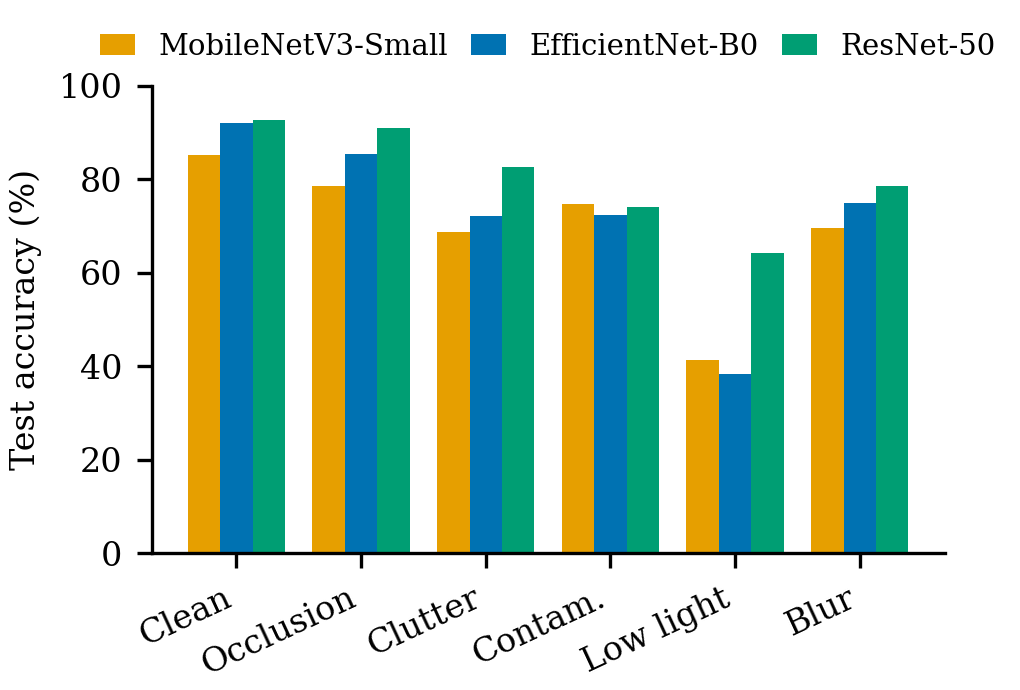 MobileNetV3-Small EfficientNet-B0 ResNet-50
Test accuracy (%)
100
80
60
40
20
0
Clean Occlusion Clutter Contam. Low light Blur